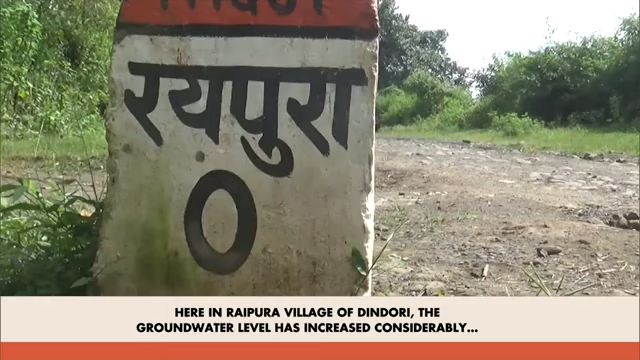 रयपुरा
0
HERE IN RAIPURA VILLAGE OF DINDORI, THE
GROUNDWATER LEVEL HAS INCREASED CONSIDERABLY...